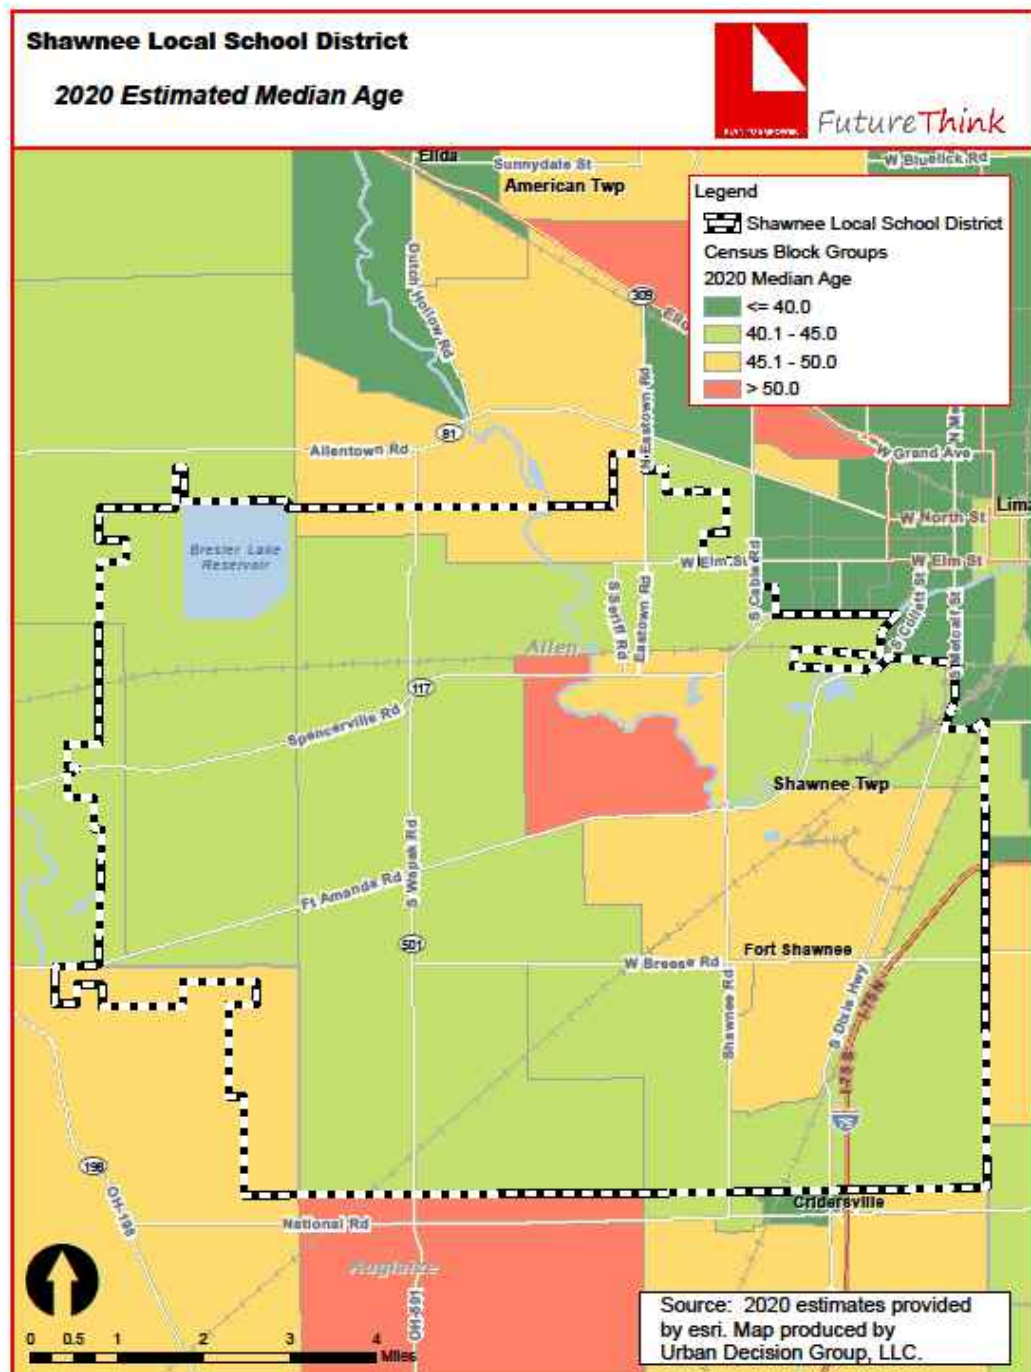 Shawnee Local School District
2020 Estimated Median Age
FutureThink
Elida
Sunnydale St
American Twp
W Bluelick Rd
Legend
Shawnee Local School District
Census Block Groups
2020 Median Age
<= 40.0
40.1 - 45.0
45.1 - 50.0
> 50.0
Dutch Hollow Rd
309
N Eastown Rd
81
Allentown Rd
W Grand Ave
W North St
Lima
Bresler Lake
Reservoir
W Elm St
W Elm St
S Cable Rd
S Collett St
S Metcalf St
S Seriff Rd
Eastown Rd
Allen
117
Spencerville Rd
Shawnee Twp
S Wapak Rd
Ft Amanda Rd
501
W Breese Rd
Fort Shawnee
Shawnee Rd
S Dixie Hwy
I-75 N
I-75 S
75
198
OH-198
Cridersville
National Rd
Auglaize
OH-501
0 0.5 1 2 3 4
Miles
Source: 2020 estimates provided
by esri. Map produced by
Urban Decision Group, LLC.